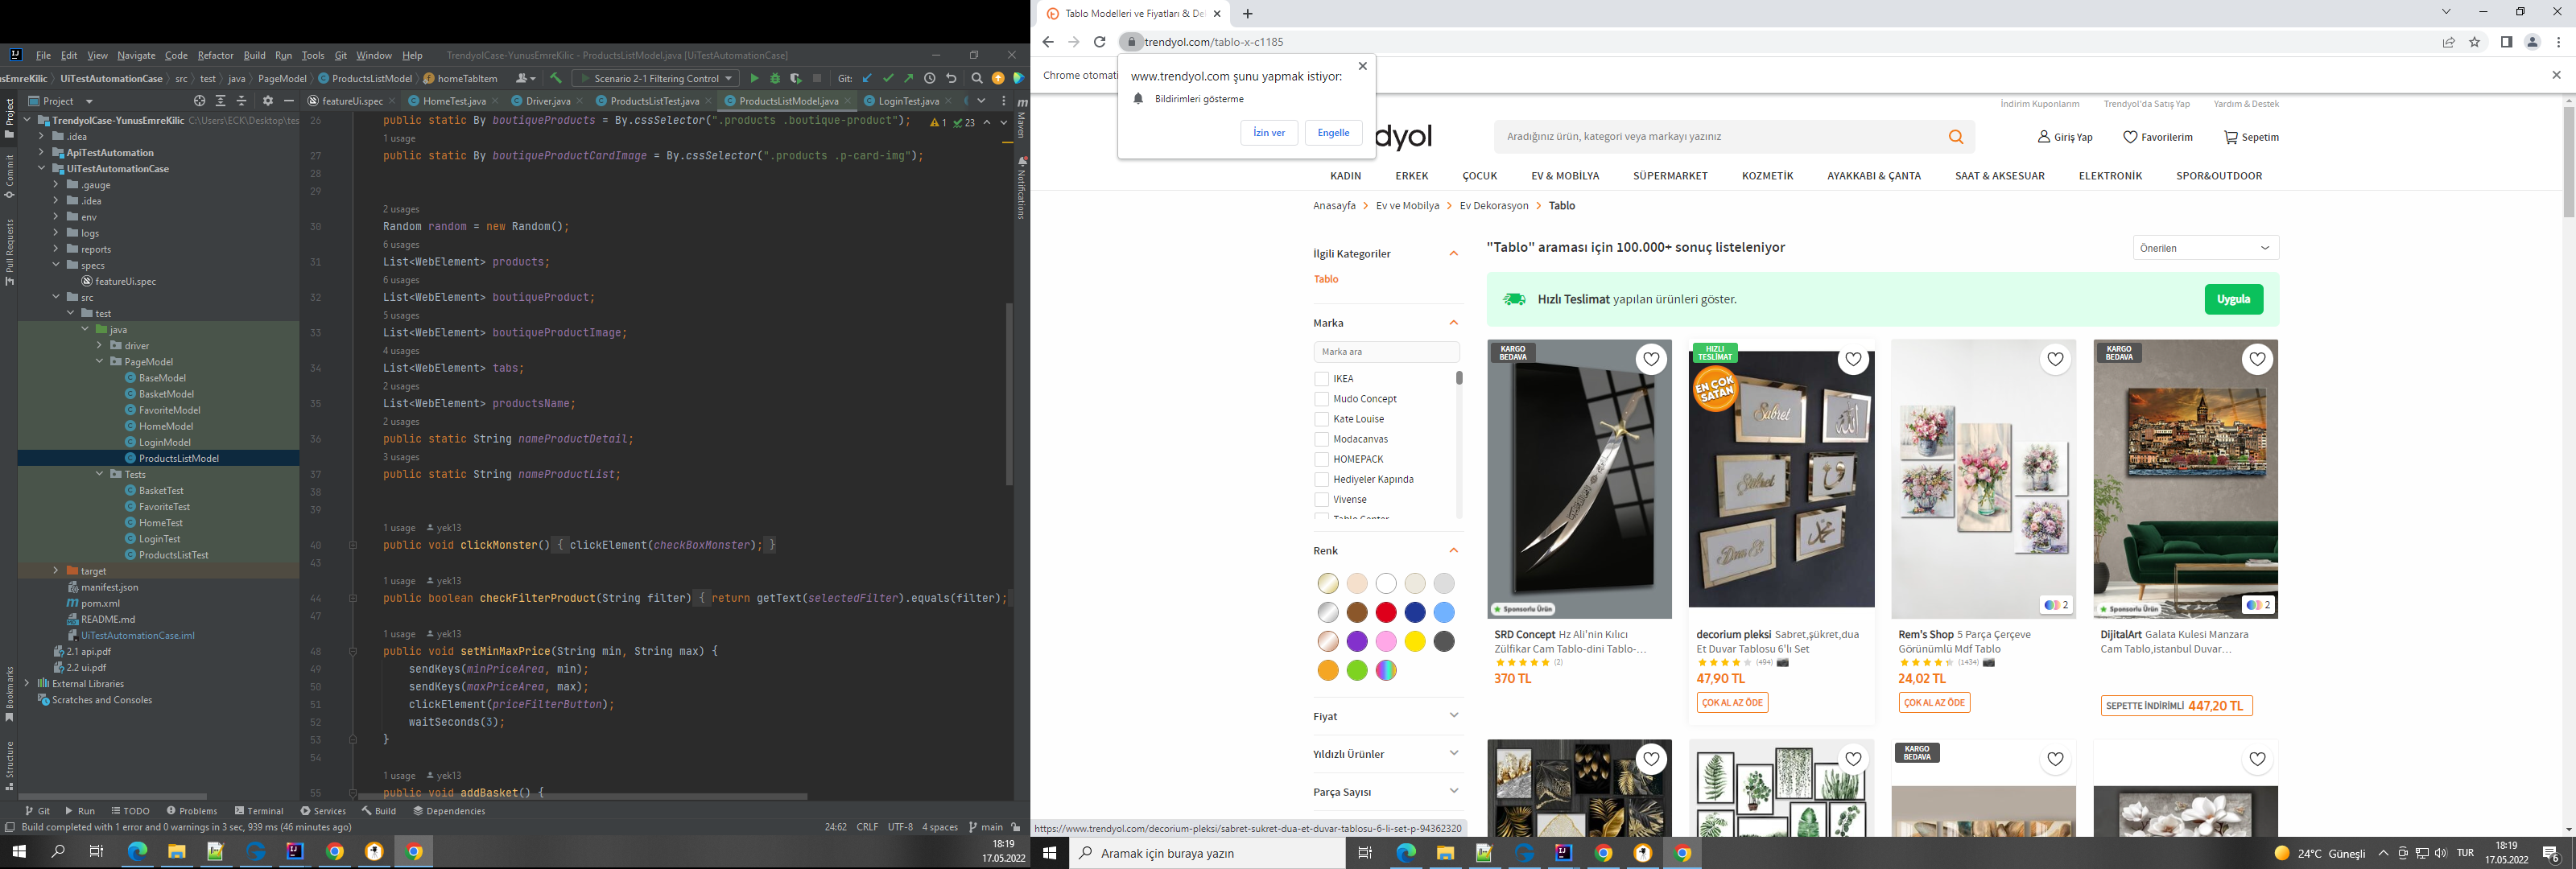 File Edit View Navigate Code Refactor Build Run Tools Git Window Help TrendyolCase-YunusEmreKilic - ProductsListModel.java [UiTestAutomationCase]
usEmreKilic UiTestAutomationCase src test java PageModel ProductsListModel homeTabItem Scenario 2-1 Filtering Control Git:
Project
featureUi.spec HomeTest.java Driver.java ProductsListTest.java ProductsListModel.java LoginTest.java
TrendyolCase-YunusEmreKilic C:\Users\ECK\Desktop\tes
.idea
ApiTestAutomation
UiTestAutomationCase
.gauge
.idea
env
logs
reports
specs
featureUi.spec
src
test
java
driver
PageModel
BaseModel
BasketModel
FavoriteModel
HomeModel
LoginModel
ProductsListModel
Tests
BasketTest
FavoriteTest
HomeTest
LoginTest
ProductsListTest
target
manifest.json
pom.xml
README.md
UiTestAutomationCase.iml
2.1 api.pdf
2.2 ui.pdf
External Libraries
Scratches and Consoles
Project
Commit
Pull Requests
Bookmarks
Structure
26 public static By boutiqueProducts = By.cssSelector(".products .boutique-product"); 1 23
1 usage
27 public static By boutiqueProductCardImage = By.cssSelector(".products .p-card-img");
28
29
2 usages
30 Random random = new Random();
6 usages
31 List<WebElement> products;
6 usages
32 List<WebElement> boutiqueProduct;
5 usages
33 List<WebElement> boutiqueProductImage;
4 usages
34 List<WebElement> tabs;
2 usages
35 List<WebElement> productsName;
2 usages
36 public static String nameProductDetail;
3 usages
37 public static String nameProductList;
38
39
1 usage yek13
40 public void clickMonster() { clickElement(checkBoxMonster); }
43
1 usage yek13
44 public boolean checkFilterProduct(String filter) { return getText(selectedFilter).equals(filter);
47
1 usage yek13
48 public void setMinMaxPrice(String min, String max) {
49 sendKeys(minPriceArea, min);
50 sendKeys(maxPriceArea, max);
51 clickElement(priceFilterButton);
52 waitSeconds(3);
53 }
54
1 usage yek13
55 public void addBasket() {
Maven
Notifications
Git Run TODO Problems Terminal Services Build Dependencies
Build completed with 1 error and 0 warnings in 3 sec, 939 ms (46 minutes ago) 24:62 CRLF UTF-8 4 spaces main
18:19
17.05.2022
Tablo Modelleri ve Fiyatları & De
trendyol.com/tablo-x-c1185
Chrome otomati
www.trendyol.com şunu yapmak istiyor:
Bildirimleri gösterme
İzin ver Engelle
İndirim Kuponlarım Trendyol'da Satış Yap Yardım & Destek
ndyol
Aradığınız ürün, kategori veya markayı yazınız
Giriş Yap Favorilerim Sepetim
KADIN ERKEK ÇOCUK EV & MOBİLYA SÜPERMARKET KOZMETİK AYAKKABI & ÇANTA SAAT & AKSESUAR ELEKTRONİK SPOR&OUTDOOR
Anasayfa Ev ve Mobilya Ev Dekorasyon Tablo
İlgili Kategoriler
Tablo
Marka
Marka ara
IKEA
Mudo Concept
Kate Louise
Modacanvas
HOMEPACK
Hediyeler Kapında
Vivense
Tablo Center
Renk
Fiyat
Yıldızlı Ürünler
Parça Sayısı
"Tablo" araması için 100.000+ sonuç listeleniyor
Önerilen
Hızlı Teslimat yapılan ürünleri göster.
Uygula
KARGO
BEDAVA
Sponsorlu Ürün
SRD Concept Hz Ali'nin Kılıcı
Zülfikar Cam Tablo-dini Tablo-...
(2)
370 TL
HIZLI
TESLİMAT
EN ÇOK
SATAN
Sabret
Şükret
Dua Et
decorium pleksi Sabret,şükret,dua
Et Duvar Tablosu 6'lı Set
(494)
47,90 TL
ÇOK AL AZ ÖDE
2
Rem's Shop 5 Parça Çerçeve
Görünümlü Mdf Tablo
(1434)
24,02 TL
ÇOK AL AZ ÖDE
KARGO
BEDAVA
Sponsorlu Ürün
2
DijitalArt Galata Kulesi Manzara
Cam Tablo,istanbul Duvar...
SEPETTE İNDİRİMLİ 447,20 TL
KARGO
BEDAVA
https://www.trendyol.com/decorium-pleksi/sabret-sukret-dua-et-duvar-tablosu-6-li-set-p-94362320
Aramak için buraya yazın
24°C Güneşli TUR
18:19
17.05.2022
6